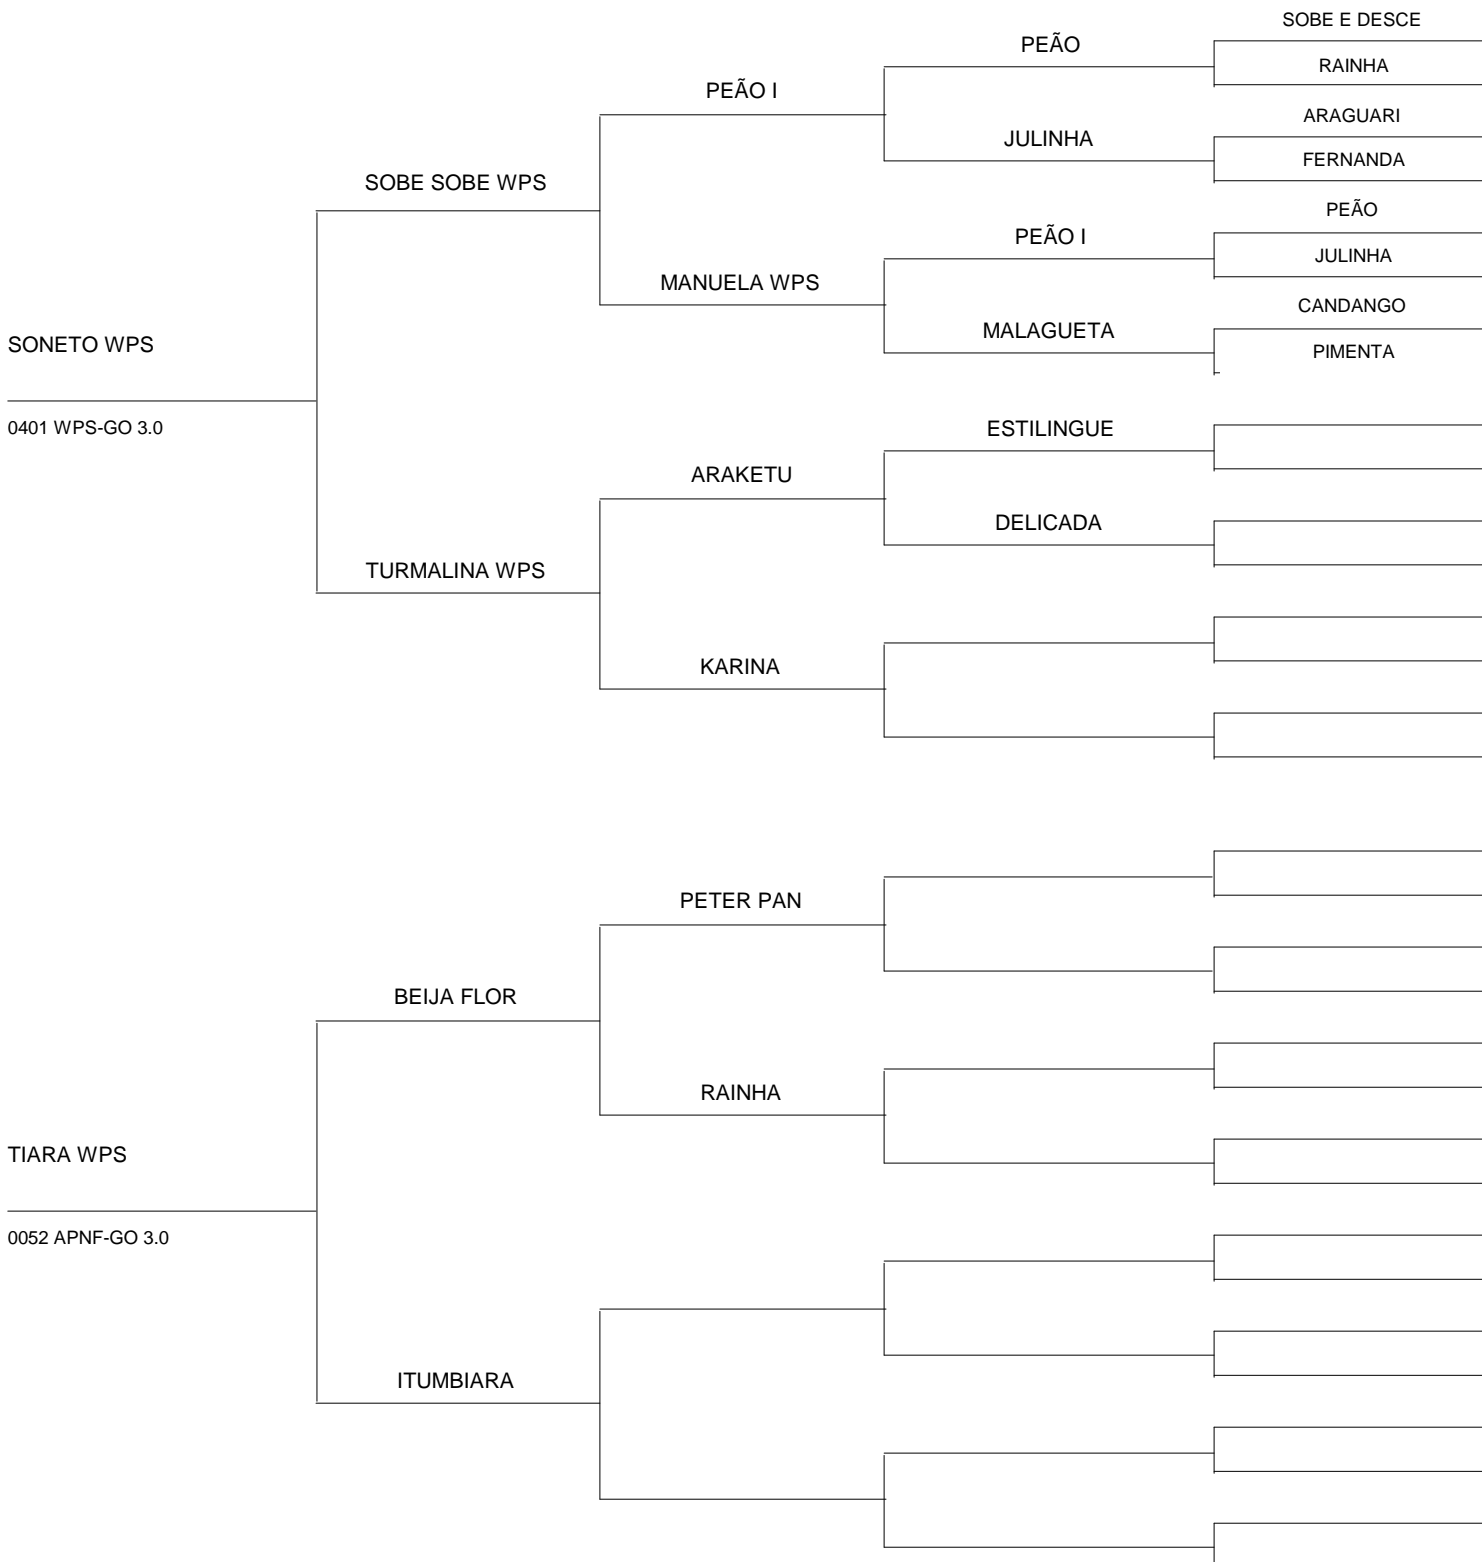 SOBE E DESCE
PEÃO
RAINHA
PEÃO I
ARAGUARI
JULINHA
FERNANDA
SOBE SOBE WPS
PEÃO
PEÃO I
JULINHA
MANUELA WPS
CANDANGO
MALAGUETA
PIMENTA
SONETO WPS
0401 WPS-GO 3.0
ESTILINGUE
ARAKETU
DELICADA
TURMALINA WPS
KARINA
PETER PAN
BEIJA FLOR
RAINHA
TIARA WPS
0052 APNF-GO 3.0
ITUMBIARA